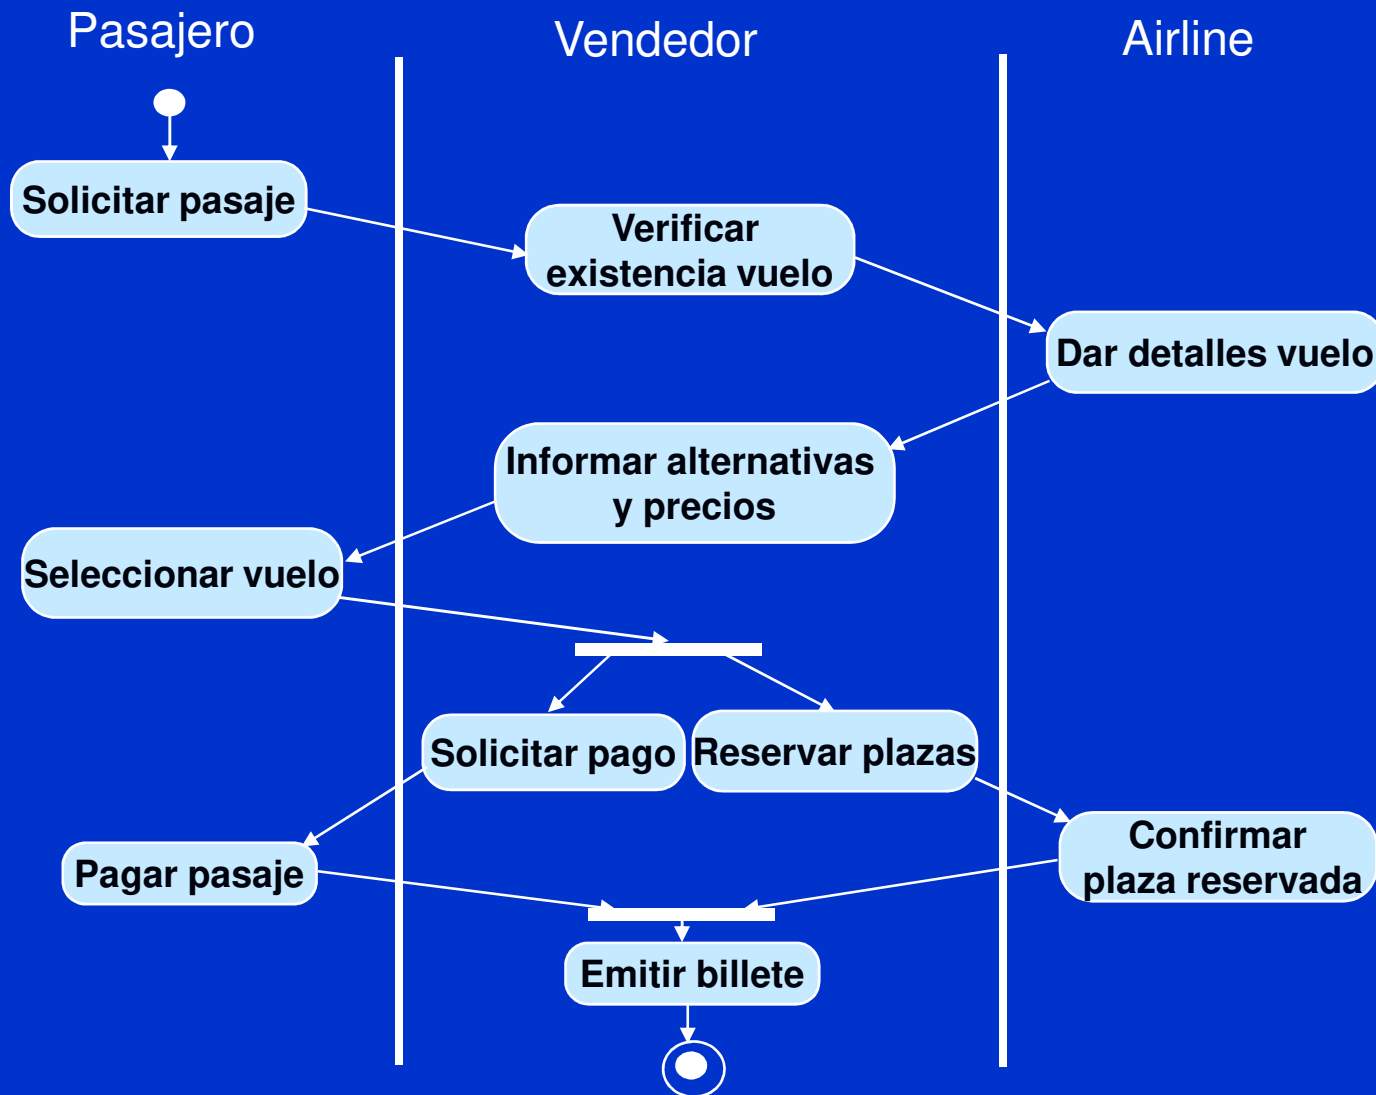 Pasajero
Vendedor
Airline
Solicitar pasaje
Verificar
existencia vuelo
Dar detalles vuelo
Informar alternativas
y precios
Seleccionar vuelo
Solicitar pago
Reservar plazas
Pagar pasaje
Confirmar
plaza reservada
Emitir billete